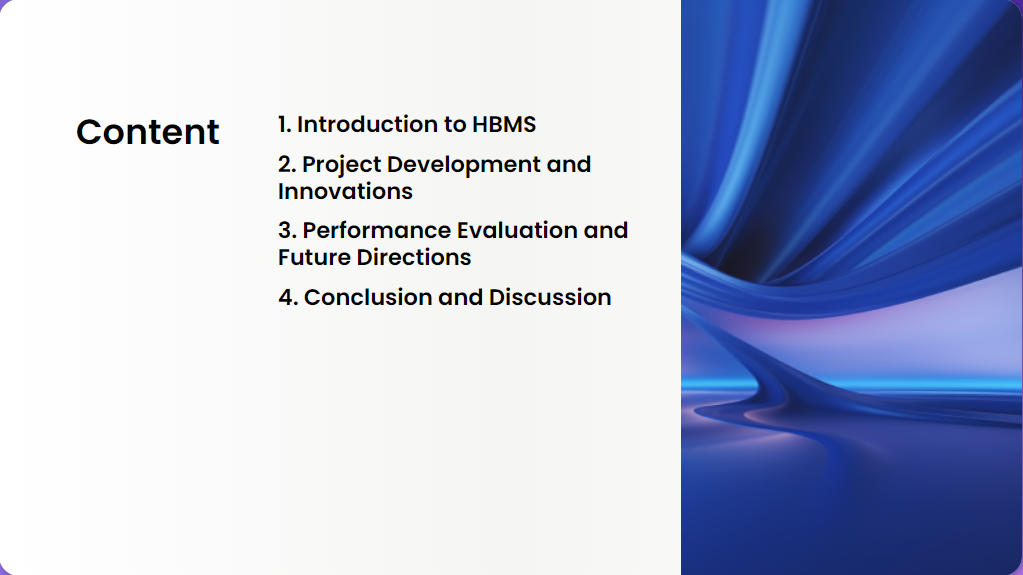 Content
1. Introduction to HBMS
2. Project Development and
Innovations
3. Performance Evaluation and
Future Directions
4. Conclusion and Discussion